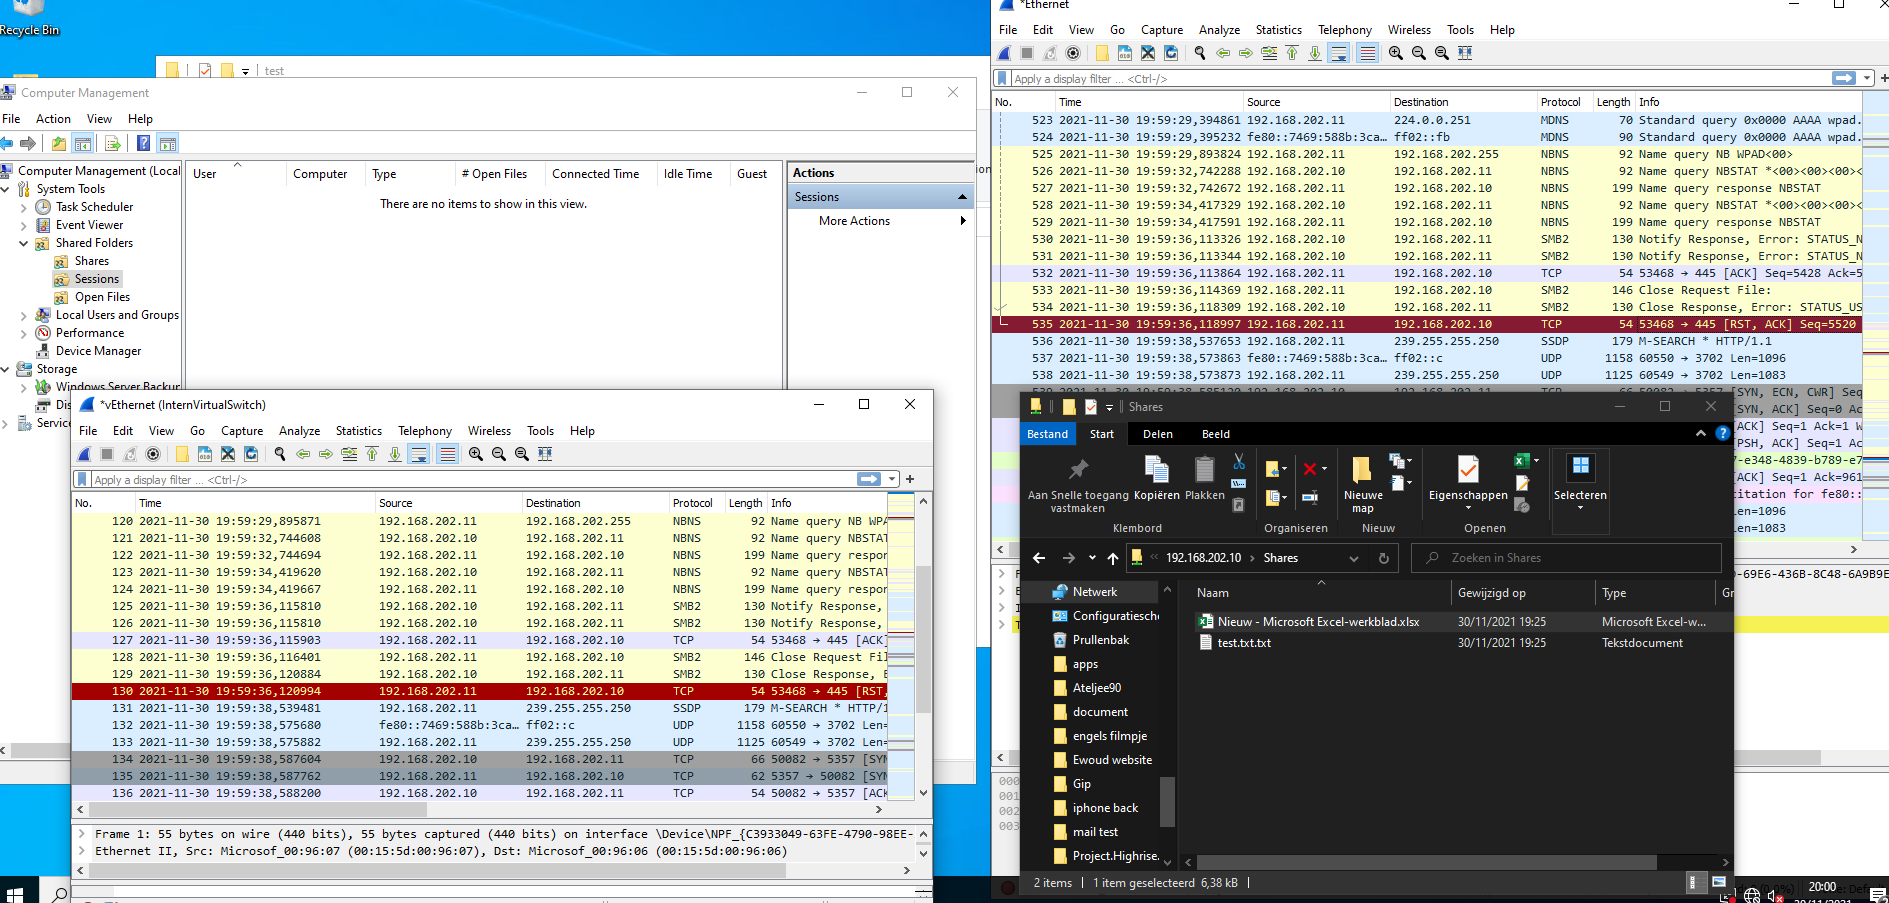 Recycle Bin
test
Computer Management
File Action View Help
Computer Management (Local
System Tools
Task Scheduler
Event Viewer
Shared Folders
Shares
Sessions
Open Files
Local Users and Groups
Performance
Device Manager
Storage
Windows Server Backup
User Computer Type # Open Files Connected Time Idle Time Guest
There are no items to show in this view.
Actions
Sessions
More Actions
*vEthernet (InternVirtualSwitch)
File Edit View Go Capture Analyze Statistics Telephony Wireless Tools Help
Apply a display filter ... <Ctrl-/>
No. Time Source Destination Protocol Length Info
120 2021-11-30 19:59:29,895871 192.168.202.11 192.168.202.255 NBNS 92 Name query NB WPA
121 2021-11-30 19:59:32,744608 192.168.202.10 192.168.202.11 NBNS 92 Name query NBSTAT
122 2021-11-30 19:59:32,744694 192.168.202.11 192.168.202.10 NBNS 199 Name query respon
123 2021-11-30 19:59:34,419620 192.168.202.10 192.168.202.11 NBNS 92 Name query NBSTAT
124 2021-11-30 19:59:34,419667 192.168.202.11 192.168.202.10 NBNS 199 Name query respon
125 2021-11-30 19:59:36,115810 192.168.202.10 192.168.202.11 SMB2 130 Notify Response,
126 2021-11-30 19:59:36,115810 192.168.202.10 192.168.202.11 SMB2 130 Notify Response,
127 2021-11-30 19:59:36,115903 192.168.202.11 192.168.202.10 TCP 54 53468 → 445 [ACK]
128 2021-11-30 19:59:36,116401 192.168.202.11 192.168.202.10 SMB2 146 Close Request Fil
129 2021-11-30 19:59:36,120884 192.168.202.10 192.168.202.11 SMB2 130 Close Response, E
130 2021-11-30 19:59:36,120994 192.168.202.11 192.168.202.10 TCP 54 53468 → 445 [RST,
131 2021-11-30 19:59:38,539481 192.168.202.11 239.255.255.250 SSDP 179 M-SEARCH * HTTP/1
132 2021-11-30 19:59:38,575680 fe80::7469:588b:3ca… ff02::c UDP 1158 60550 → 3702 Len=
133 2021-11-30 19:59:38,575882 192.168.202.11 239.255.255.250 UDP 1125 60549 → 3702 Len=
134 2021-11-30 19:59:38,587604 192.168.202.10 192.168.202.11 TCP 66 50082 → 5357 [SYN
135 2021-11-30 19:59:38,587762 192.168.202.11 192.168.202.10 TCP 62 5357 → 50082 [SYN
136 2021-11-30 19:59:38,588200 192.168.202.10 192.168.202.11 TCP 54 50082 → 5357 [ACK
Frame 1: 55 bytes on wire (440 bits), 55 bytes captured (440 bits) on interface \Device\NPF_{C3933049-63FE-4790-98EE-
Ethernet II, Src: Microsof_00:96:07 (00:15:5d:00:96:07), Dst: Microsof_00:96:06 (00:15:5d:00:96:06)
*Ethernet
File Edit View Go Capture Analyze Statistics Telephony Wireless Tools Help
Apply a display filter ... <Ctrl-/>
No. Time Source Destination Protocol Length Info
523 2021-11-30 19:59:29,394861 192.168.202.11 224.0.0.251 MDNS 70 Standard query 0x0000 AAAA wpad.
524 2021-11-30 19:59:29,395232 fe80::7469:588b:3ca… ff02::fb MDNS 90 Standard query 0x0000 AAAA wpad.
525 2021-11-30 19:59:29,893824 192.168.202.11 192.168.202.255 NBNS 92 Name query NB WPAD<00>
526 2021-11-30 19:59:32,742288 192.168.202.10 192.168.202.11 NBNS 92 Name query NBSTAT *<00><00><00><
527 2021-11-30 19:59:32,742672 192.168.202.11 192.168.202.10 NBNS 199 Name query response NBSTAT
528 2021-11-30 19:59:34,417329 192.168.202.10 192.168.202.11 NBNS 92 Name query NBSTAT *<00><00><00><
529 2021-11-30 19:59:34,417591 192.168.202.11 192.168.202.10 NBNS 199 Name query response NBSTAT
530 2021-11-30 19:59:36,113326 192.168.202.10 192.168.202.11 SMB2 130 Notify Response, Error: STATUS_N
531 2021-11-30 19:59:36,113344 192.168.202.10 192.168.202.11 SMB2 130 Notify Response, Error: STATUS_N
532 2021-11-30 19:59:36,113864 192.168.202.11 192.168.202.10 TCP 54 53468 → 445 [ACK] Seq=5428 Ack=5
533 2021-11-30 19:59:36,114369 192.168.202.11 192.168.202.10 SMB2 146 Close Request File:
534 2021-11-30 19:59:36,118309 192.168.202.10 192.168.202.11 SMB2 130 Close Response, Error: STATUS_US
535 2021-11-30 19:59:36,118997 192.168.202.11 192.168.202.10 TCP 54 53468 → 445 [RST, ACK] Seq=5520
536 2021-11-30 19:59:38,537653 192.168.202.11 239.255.255.250 SSDP 179 M-SEARCH * HTTP/1.1
537 2021-11-30 19:59:38,573863 fe80::7469:588b:3ca… ff02::c UDP 1158 60550 → 3702 Len=1096
538 2021-11-30 19:59:38,573873 192.168.202.11 239.255.255.250 UDP 1125 60549 → 3702 Len=1083
[SYN, ECN, CWR] Seq
SYN, ACK] Seq=0 Ac
ACK] Seq=1 Ack=1 W
PSH, ACK] Seq=1 Ac
7-e348-4839-b789-e7
ACK] Seq=1 Ack=961
citation for fe80::
Len=1096
Len=1083
-69E6-436B-8C48-6A9B9E
Shares
Bestand Start Delen Beeld
Aan Snelle toegang vastmaken
Kopiëren
Plakken
Nieuwe map
Eigenschappen
Selecteren
Klembord Organiseren Nieuw Openen
192.168.202.10 > Shares
Zoeken in Shares
Netwerk
Configuratiesche
Prullenbak
apps
Ateljee90
document
engels filmpje
Ewoud website
Gip
iphone back
mail test
Project.Highrise.
Naam Gewijzigd op Type Gr
Nieuw - Microsoft Excel-werkblad.xlsx 30/11/2021 19:25 Microsoft Excel-w...
test.txt.txt 30/11/2021 19:25 Tekstdocument
2 items 1 item geselecteerd 6,38 kB
20:00